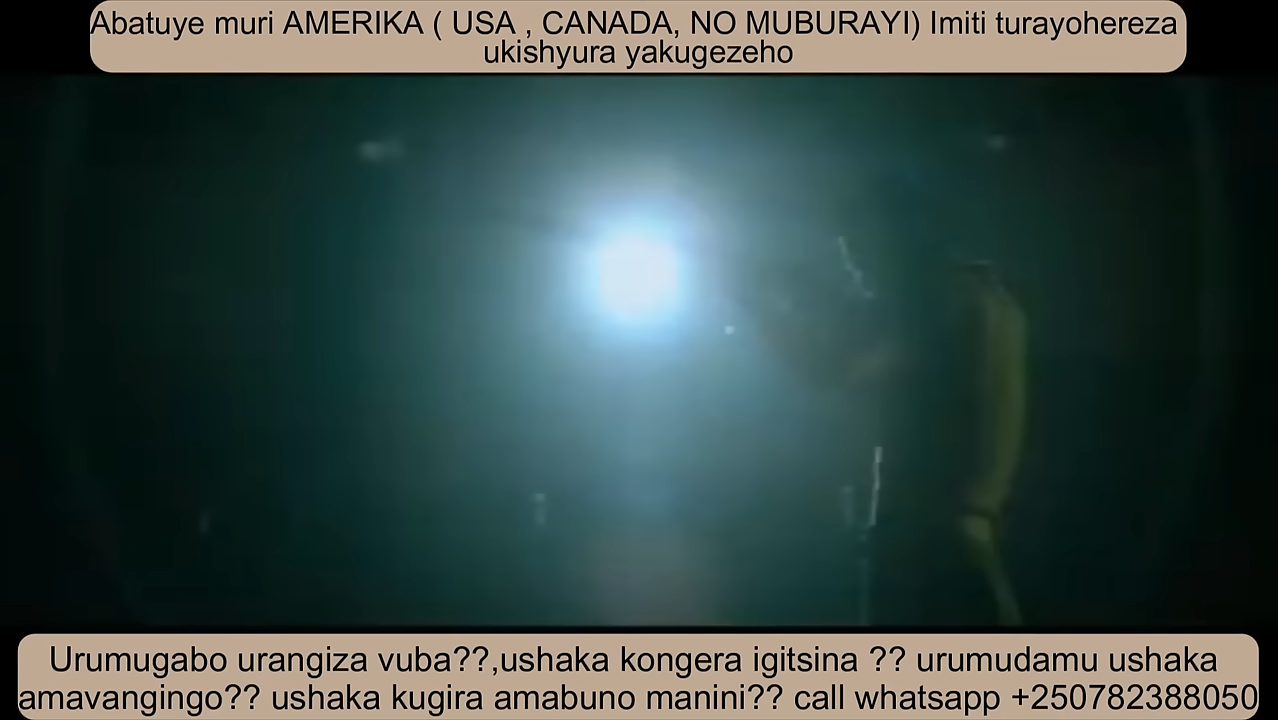 Abatuye muri AMERIKA ( USA , CANADA, NO MUBURAYI) Imiti turayohereza
ukishyura yakugezeho
Urumugabo urangiza vuba??,ushaka kongera igitsina ?? urumudamu ushaka
amavangingo?? ushaka kugira amabuno manini?? call whatsapp +250782388050